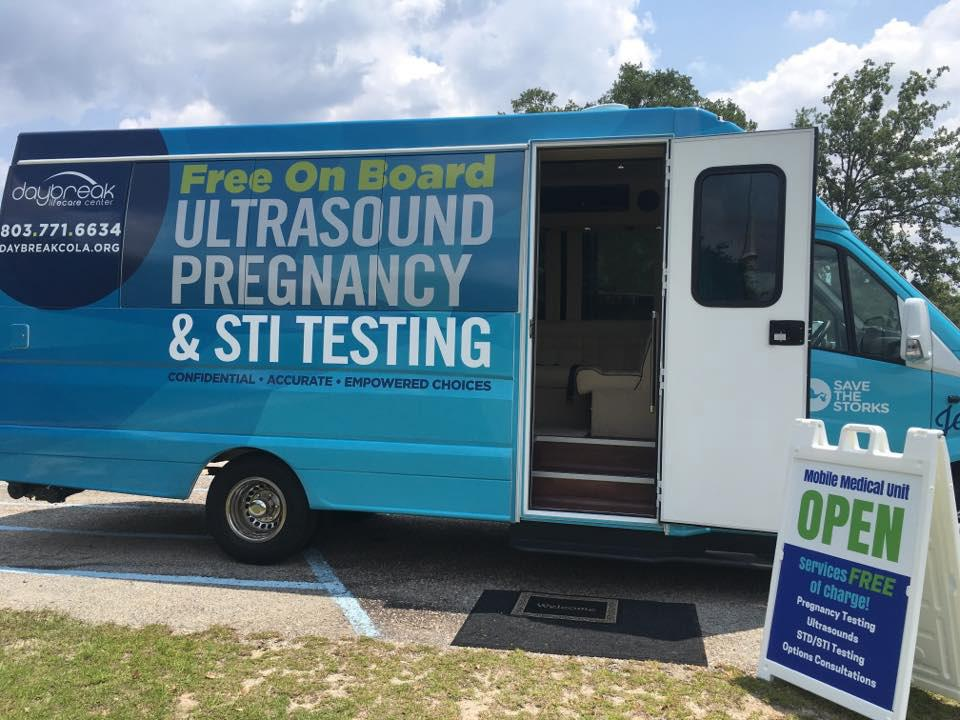 daybreak
lifecare center
803.771.6634
DAYBREAKCOLA.ORG
Free On Board
ULTRASOUND
PREGNANCY
& STI TESTING
CONFIDENTIAL • ACCURATE • EMPOWERED CHOICES
SAVE
THE
STORKS
Je
Welcome
Mobile Medical Unit
OPEN
services FREE
of charge!
Pregnancy Testing
Ultrasounds
STD/STI Testing
Options Consultations